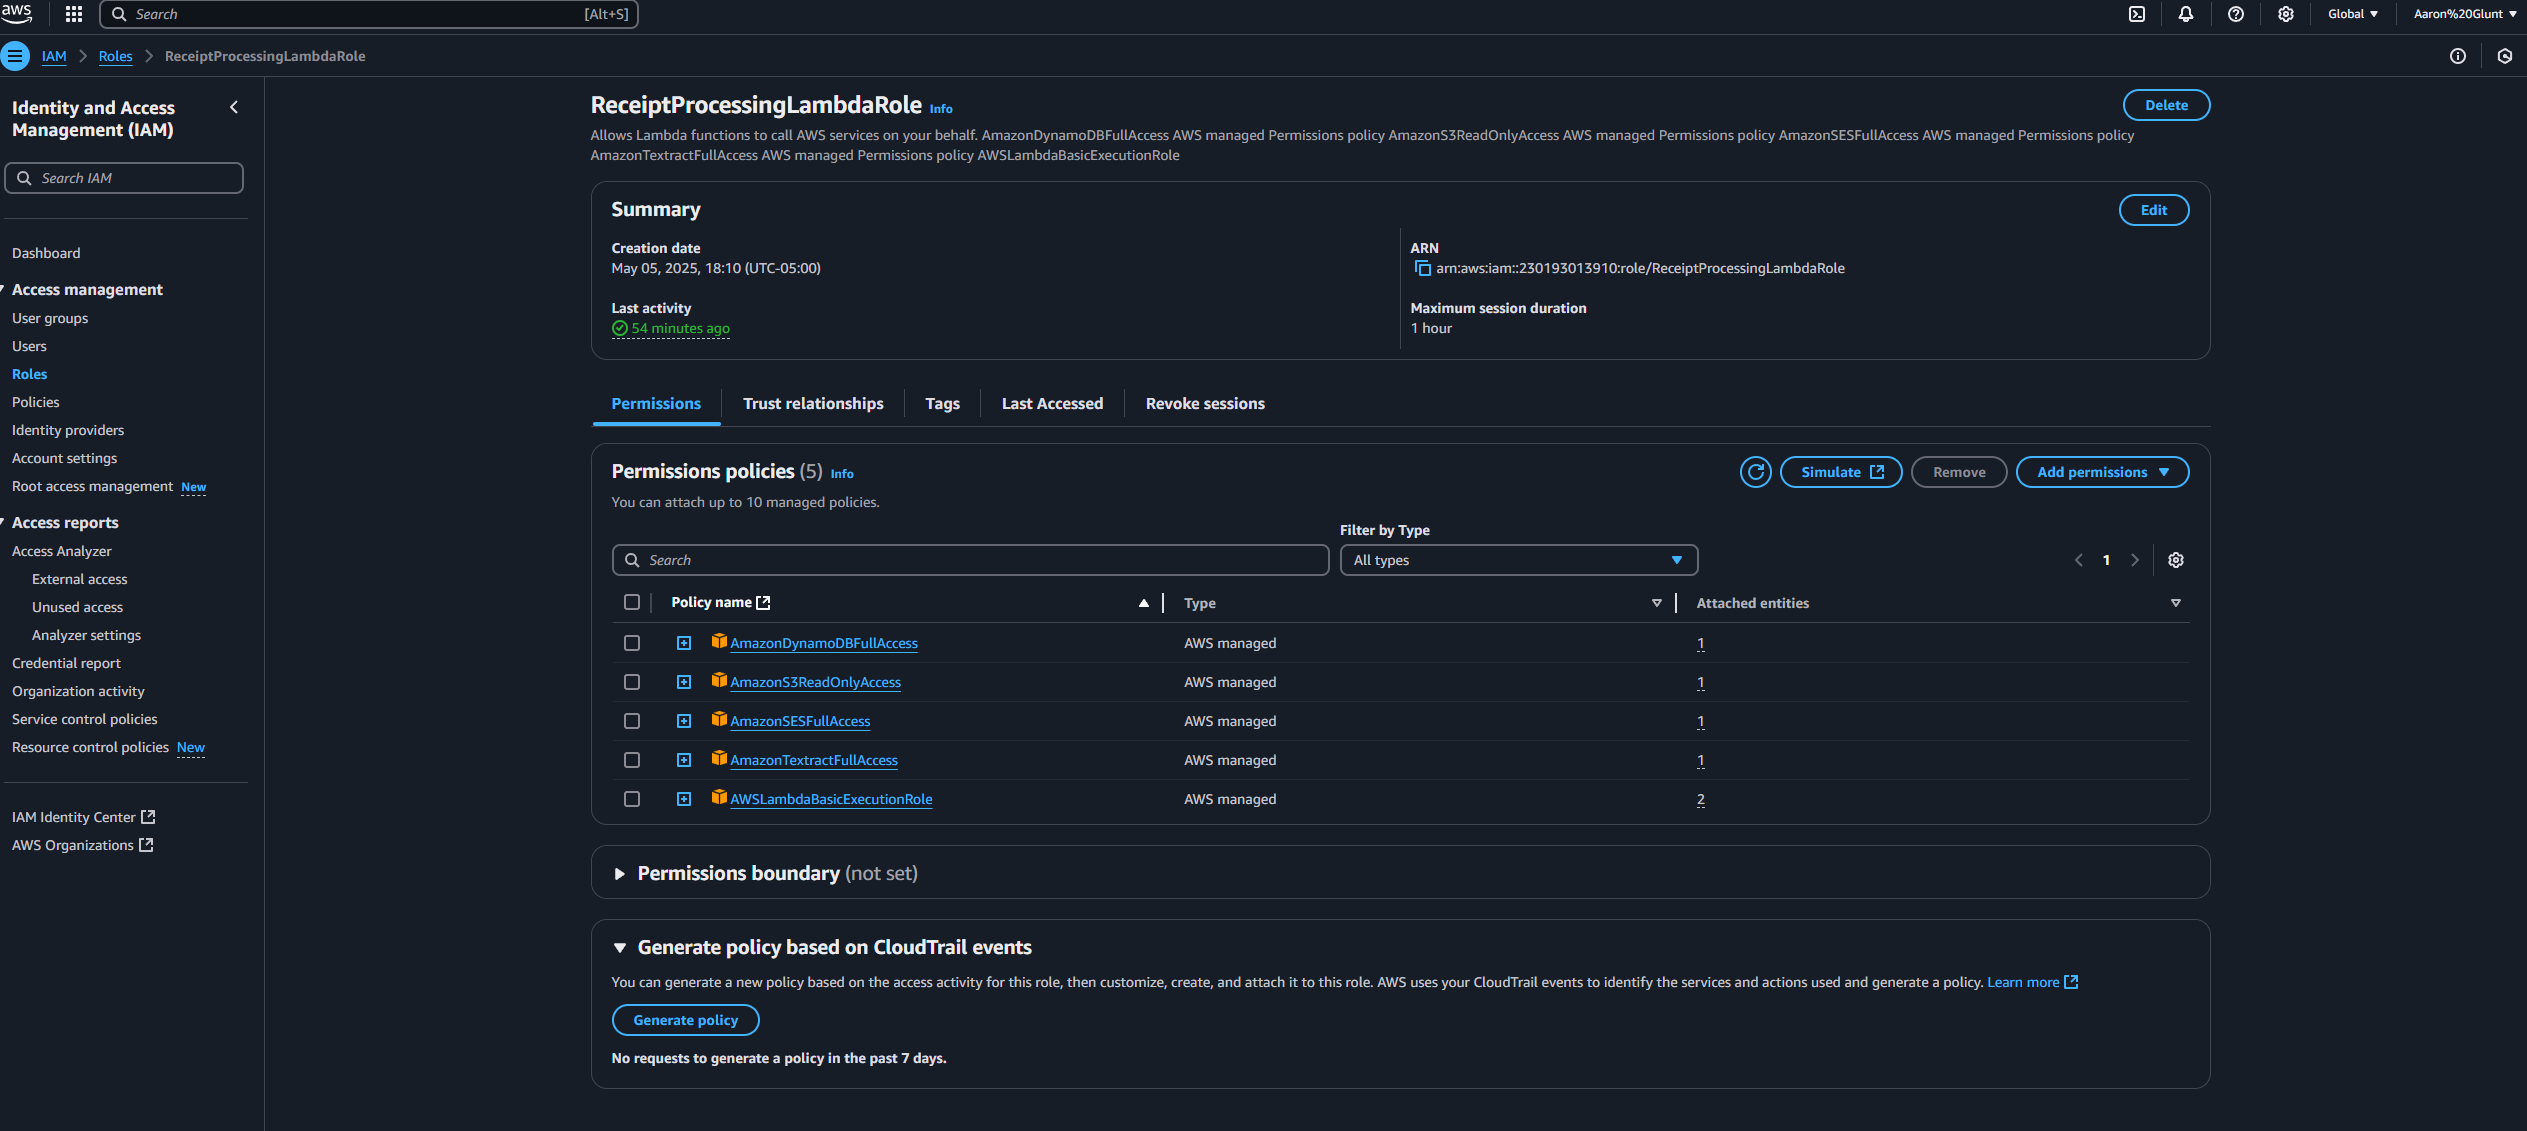 aws
Search
[Alt+S]
Global
Aaron%20Glunt
IAM
Roles
ReceiptProcessingLambdaRole
Identity and Access
Management (IAM)
Search IAM
Dashboard
Access management
User groups
Users
Roles
Policies
Identity providers
Account settings
Root access management New
Access reports
Access Analyzer
External access
Unused access
Analyzer settings
Credential report
Organization activity
Service control policies
Resource control policies New
IAM Identity Center
AWS Organizations
ReceiptProcessingLambdaRole Info
Delete
Allows Lambda functions to call AWS services on your behalf. AmazonDynamoDBFullAccess AWS managed Permissions policy AmazonS3ReadOnlyAccess AWS managed Permissions policy AmazonSESFullAccess AWS managed Permissions policy
AmazonTextractFullAccess AWS managed Permissions policy AWSLambdaBasicExecutionRole
Summary
Edit
Creation date
May 05, 2025, 18:10 (UTC-05:00)
ARN
arn:aws:iam::230193013910:role/ReceiptProcessingLambdaRole
Last activity
54 minutes ago
Maximum session duration
1 hour
Permissions
Trust relationships
Tags
Last Accessed
Revoke sessions
Permissions policies (5) Info
Simulate
Remove
Add permissions
You can attach up to 10 managed policies.
Filter by Type
Search
All types
1
Policy name
Type
Attached entities
AmazonDynamoDBFullAccess
AWS managed
1
AmazonS3ReadOnlyAccess
AWS managed
1
AmazonSESFullAccess
AWS managed
1
AmazonTextractFullAccess
AWS managed
1
AWSLambdaBasicExecutionRole
AWS managed
2
Permissions boundary (not set)
Generate policy based on CloudTrail events
You can generate a new policy based on the access activity for this role, then customize, create, and attach it to this role. AWS uses your CloudTrail events to identify the services and actions used and generate a policy. Learn more
Generate policy
No requests to generate a policy in the past 7 days.